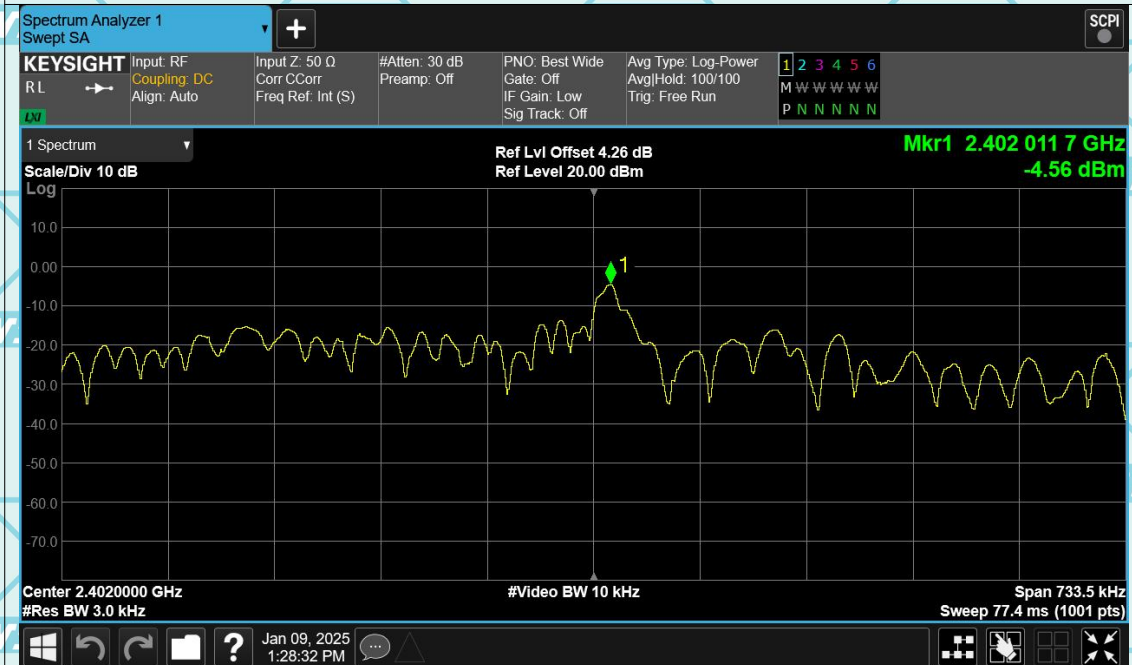 Spectrum Analyzer 1
Swept SA
+
SCPI
KEYSIGHT
R L
LXI
Input: RF
Coupling: DC
Align: Auto
Input Z: 50 Ω
Corr CCorr
Freq Ref: Int (S)
#Atten: 30 dB
Preamp: Off
PNO: Best Wide
Gate: Off
IF Gain: Low
Sig Track: Off
Avg Type: Log-Power
Avg|Hold: 100/100
Trig: Free Run
1 2 3 4 5 6
M W W W W W W
P N N N N N
1 Spectrum
Scale/Div 10 dB
Log
Ref Lvl Offset 4.26 dB
Ref Level 20.00 dBm
Mkr1 2.402 011 7 GHz
-4.56 dBm
10.0
0.00
-10.0
-20.0
-30.0
-40.0
-50.0
-60.0
-70.0
1
Center 2.4020000 GHz
#Res BW 3.0 kHz
#Video BW 10 kHz
Span 733.5 kHz
Sweep 77.4 ms (1001 pts)
?
Jan 09, 2025
1:28:32 PM